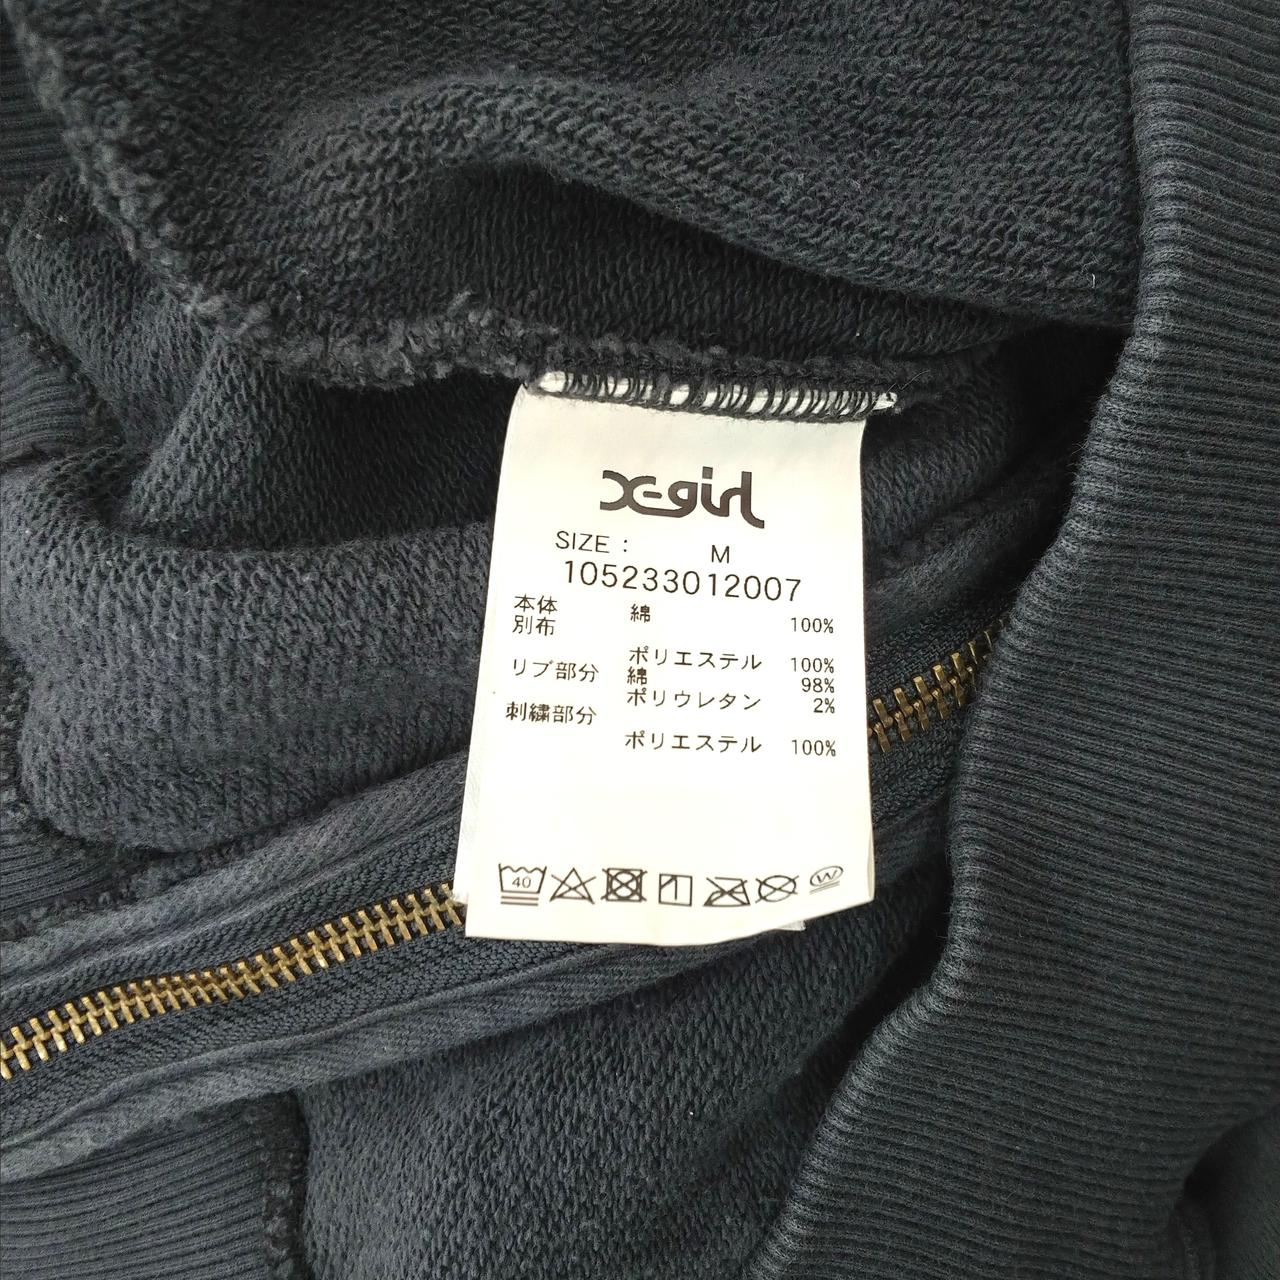 X-girl
SIZE : M
105233012007
本体 綿 100%
別布
ポリエステル 100%
リブ部分 綿 98%
ポリウレタン 2%
刺繍部分
ポリエステル 100%
40
W